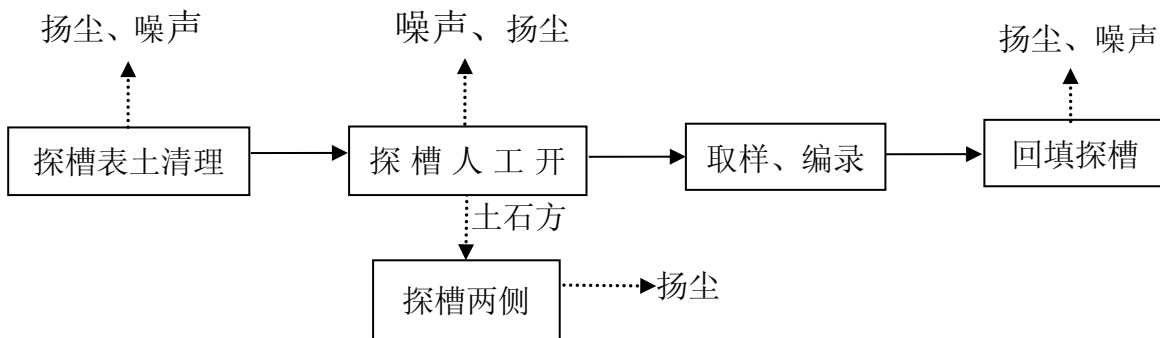 扬尘、噪声
噪声、扬尘
扬尘、噪声
探槽表土清理
探 槽 人 工 开
取样、编录
回填探槽
土石方
探槽两侧
扬尘